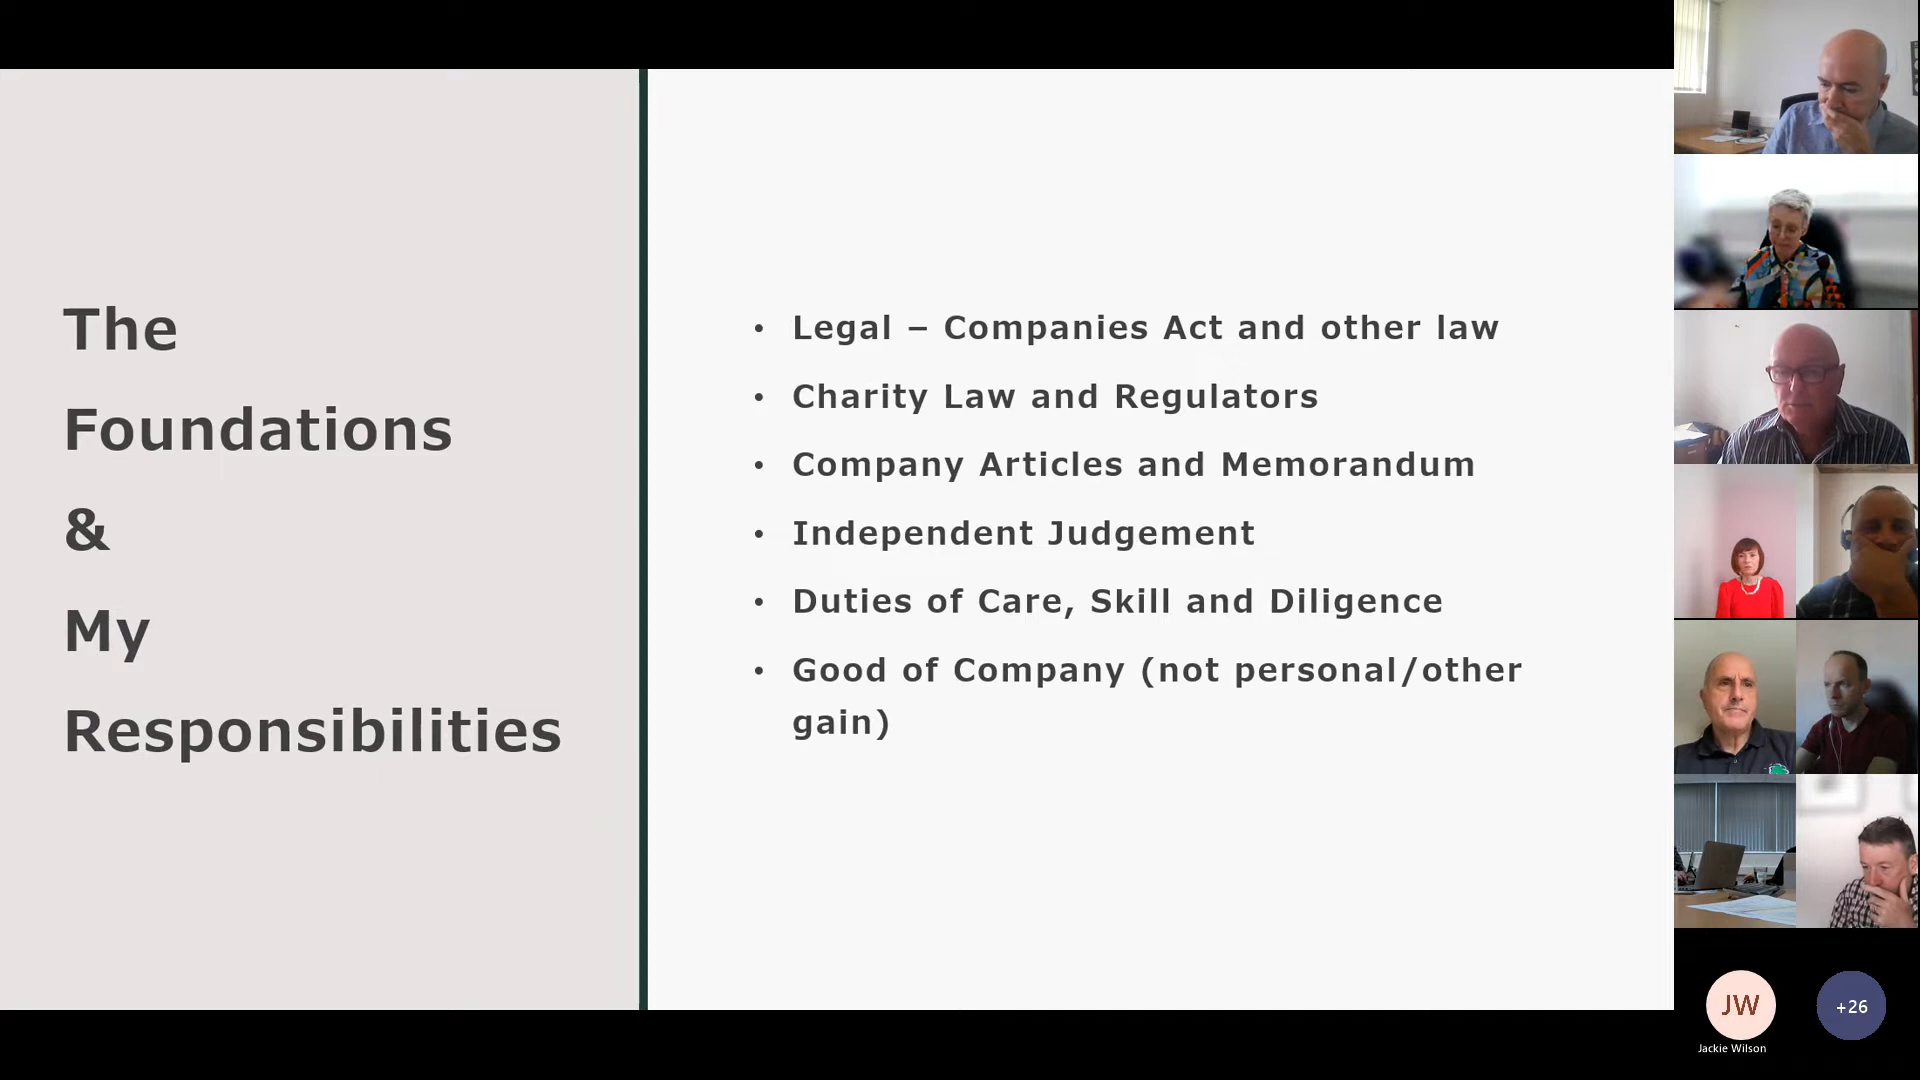 The
Foundations
&
My
Responsibilities
• Legal – Companies Act and other law
• Charity Law and Regulators
• Company Articles and Memorandum
• Independent Judgement
• Duties of Care, Skill and Diligence
• Good of Company (not personal/other
gain)
JW
+26
Jackie Wilson